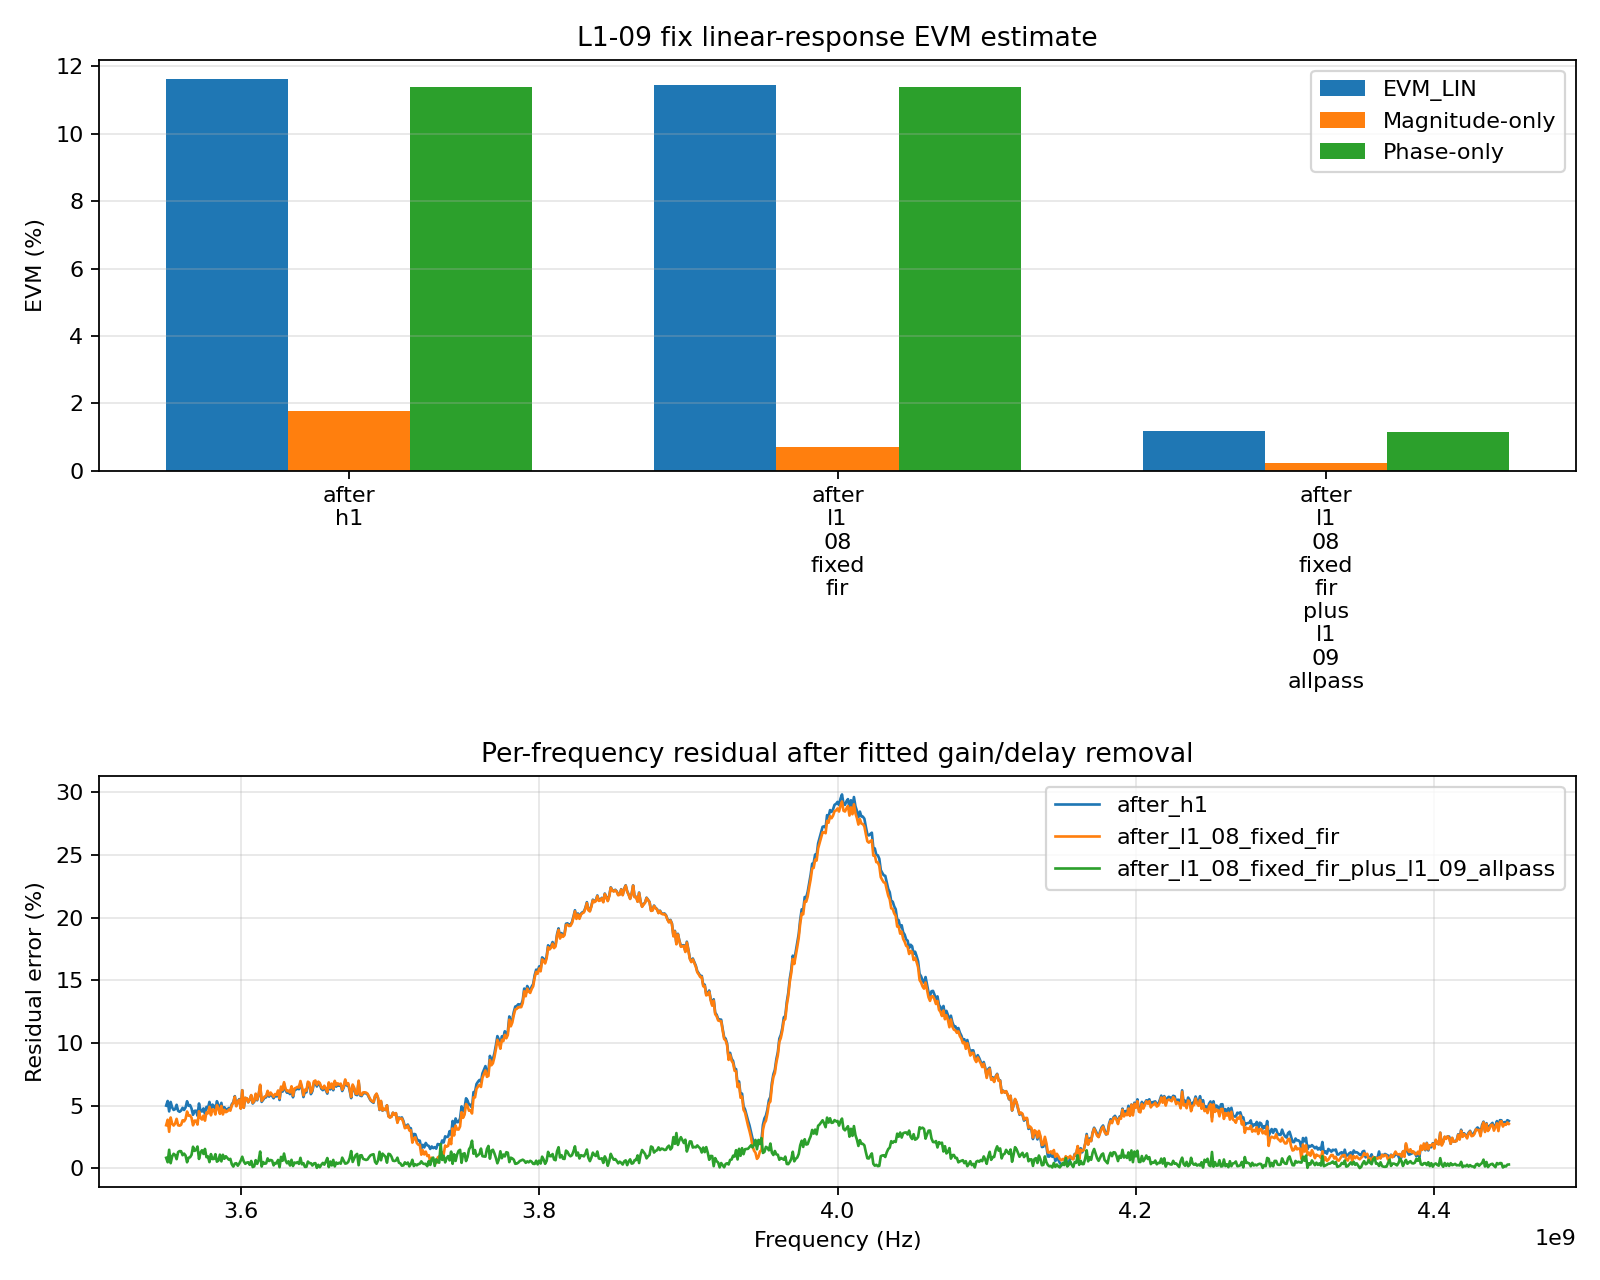 L1-09 fix linear-response EVM estimate
EVM_LIN
Magnitude-only
Phase-only
EVM (%)
12
10
8
6
4
2
0
after
h1
after
l1
08
fixed
fir
after
l1
08
fixed
fir
plus
l1
09
allpass
Per-frequency residual after fitted gain/delay removal
after_h1
after_l1_08_fixed_fir
after_l1_08_fixed_fir_plus_l1_09_allpass
Residual error (%)
30
25
20
15
10
5
0
3.6
3.8
4.0
4.2
4.4
1e9
Frequency (Hz)